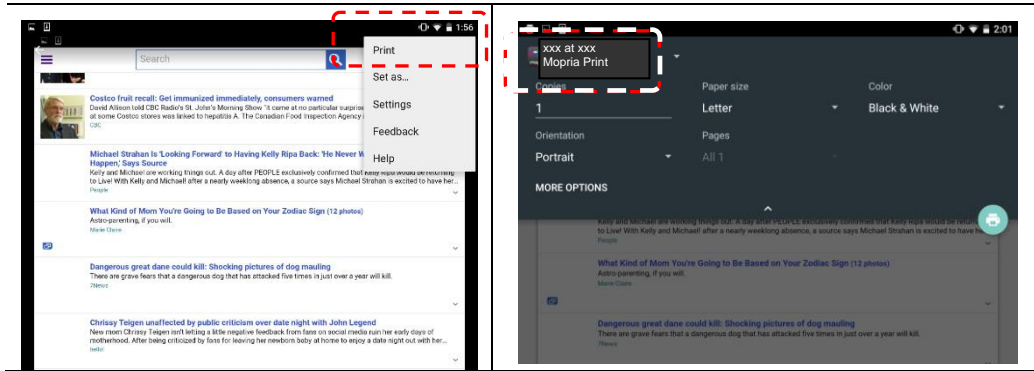 1:56
Search
Print
Set as...
Settings
Feedback
Help
Costco fruit recall: Get immunized immediately, consumers warned
David Allison told CBC Radio's St. John's Morning Show "it came at no particular surprise
at some Costco stores was linked to hepatitis A. The Canadian Food Inspection Agency
CBC
Michael Strahan Is 'Looking Forward' to Having Kelly Ripa Back: 'He Never W
Happen,' Says Source
Kelly and Michael are working things out. A day after PEOPLE exclusively confirmed that Kelly Ripa would be returning
to Live! With Kelly and Michael! after a nearly weeklong absence, a source says Michael Strahan is excited to have her...
People
What Kind of Mom You're Going to Be Based on Your Zodiac Sign (12 photos)
Astro-parenting, if you will.
Marie Claire
Dangerous great dane could kill: Shocking pictures of dog mauling
There are grave fears that a dangerous dog that has attacked five times in just over a year will kill.
7News
Chrissy Teigen unaffected by public criticism over date night with John Legend
New mom Chrissy Teigen isn't letting a little negative feedback from fans on social media ruin her early days of
motherhood. After being criticized by fans for leaving her newborn baby at home to enjoy a date night out with her...
hello!
2:01
xxx at xxx
Mopria Print
Copies
Paper size
Color
1
Letter
Black & White
Orientation
Pages
Portrait
All 1
MORE OPTIONS
Kelly and Michael are working things out. A day after PEOPLE exclusively confirmed that Kelly Ripa would be return
to Live! With Kelly and Michael! after a nearly weeklong absence, a source says Michael Strahan is excited to have he
People
What Kind of Mom You're Going to Be Based on Your Zodiac Sign (12 photos)
Astro-parenting, if you will.
Marie Claire
Dangerous great dane could kill: Shocking pictures of dog mauling
There are grave fears that a dangerous dog that has attacked five times in just over a year will kill.
7News